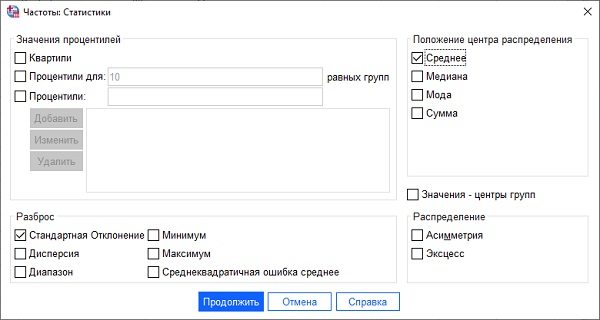 Частоты: Статистики
Значения процентилей
Квартили
Процентили для: 10 равных групп
Процентили:
Добавить
Изменить
Удалить
Положение центра распределения
Среднее
Медиана
Мода
Сумма
Значения - центры групп
Разброс
Стандартная Отклонение Минимум
Дисперсия Максимум
Диапазон Среднеквадратичная ошибка среднее
Распределение
Асимметрия
Эксцесс
Продолжить Отмена Справка